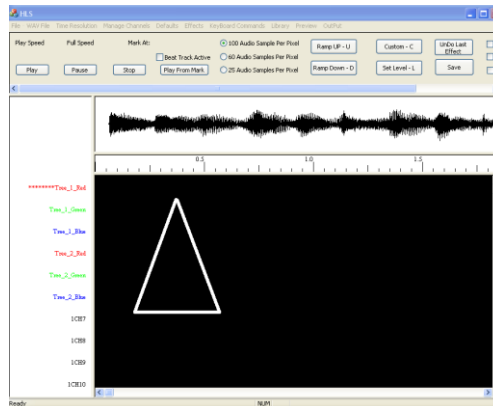 HLS
File WAV-File Time Resolution Manage Channels Defaults Effects KeyBoard Commands Library Preview OutPut
Play Speed Full Speed Mark At:
Beat Track Active
100 Audio Sample Per Pixel
60 Audio Samples Per Pixel
25 Audio Samples Per Pixel
Ramp UP - U
Custom - C
UnDo Last Effect
Play
Pause
Stop
Play From Mark
Ramp Down - D
Set Level - L
Save
0.5 1.0 1.5
********Tree_1_Red
Tree_1_Green
Tree_1_Blue
Tree_2_Red
Tree_2_Green
Tree_2_Blue
1CH7
1CH8
1CH9
1CH10
Ready NUM